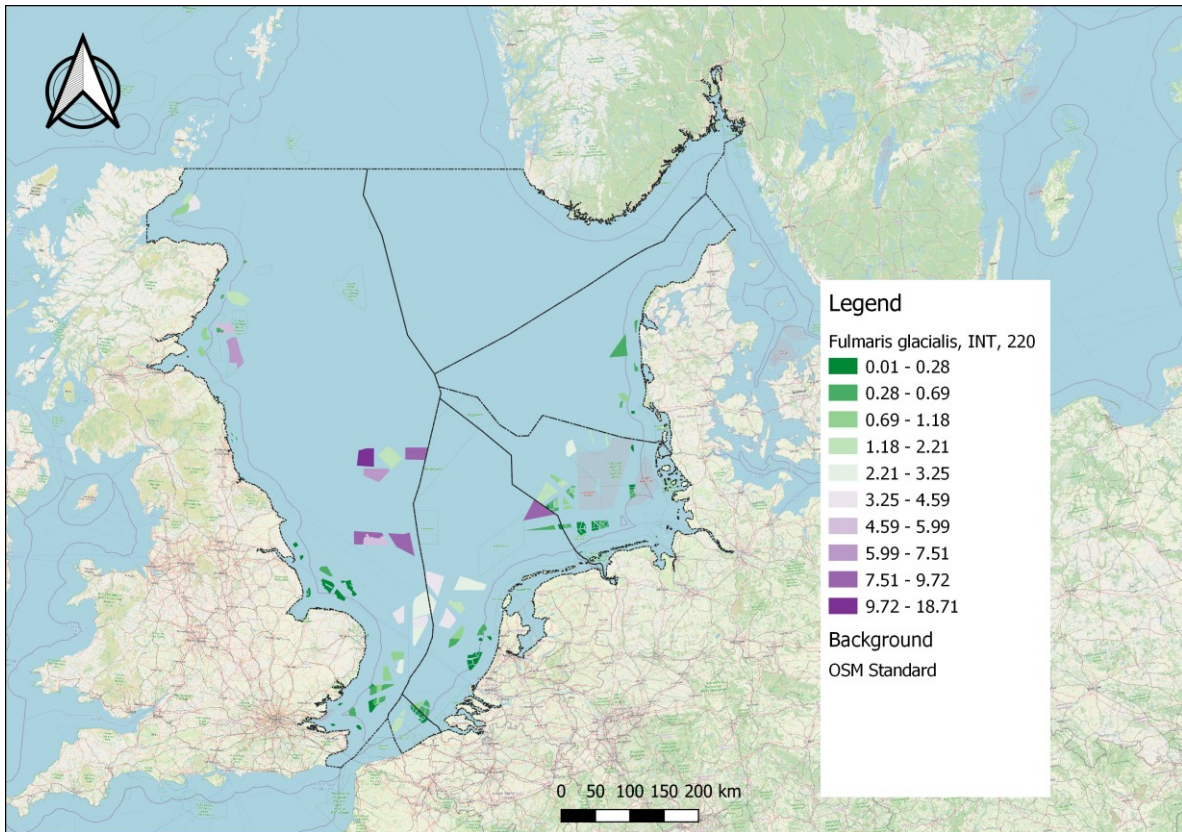 Legend
Fulmaris glacialis, INT, 220
0.01 - 0.28
0.28 - 0.69
0.69 - 1.18
1.18 - 2.21
2.21 - 3.25
3.25 - 4.59
4.59 - 5.99
5.99 - 7.51
7.51 - 9.72
9.72 - 18.71
Background
OSM Standard
0 50 100 150 200 km